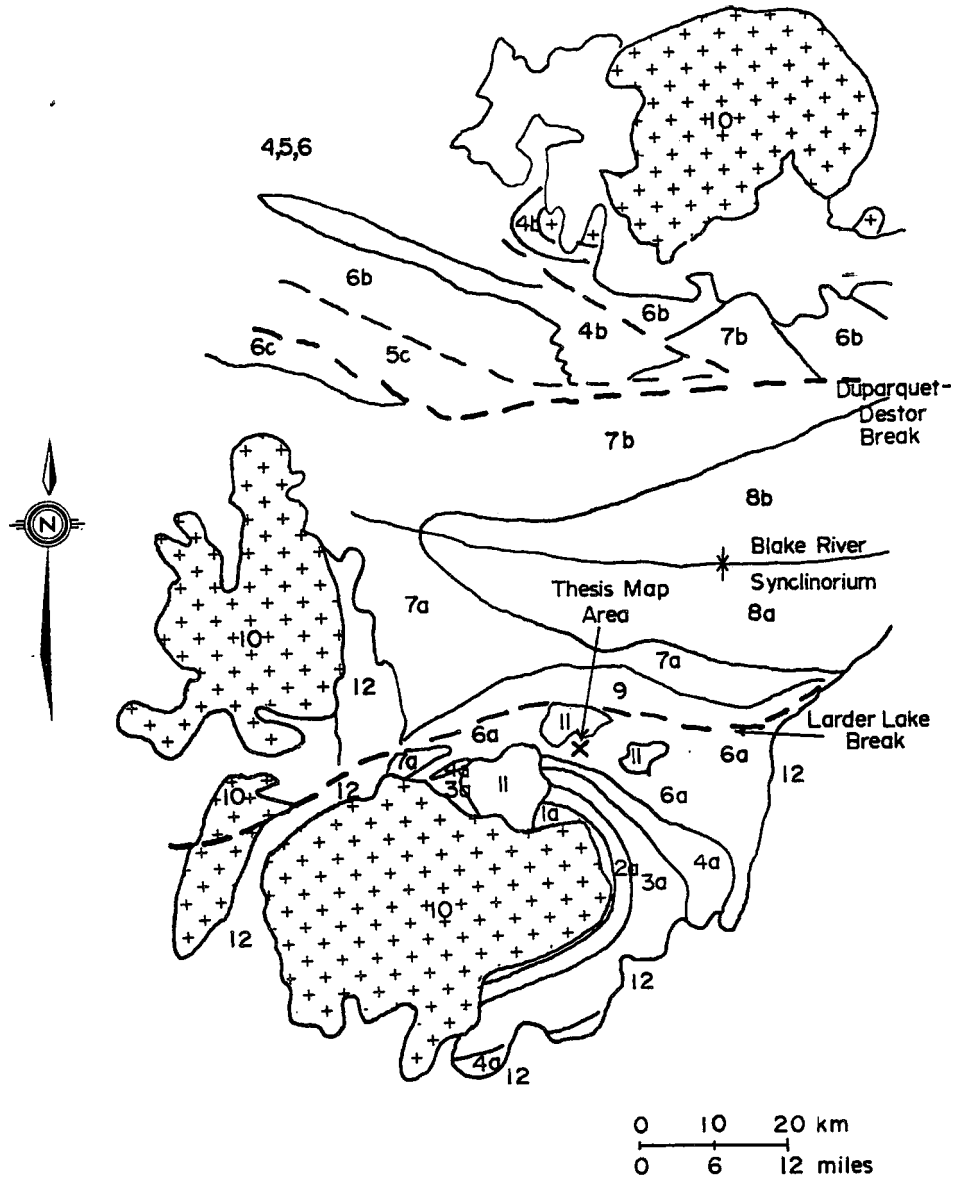 10
4,5,6
4b
6b
6b
4b
7b
6b
6c
5c
Duparquet-
Destor
Break
7b
8b
N
Blake River
Synclinorium
Thesis Map
Area
7a
8a
10
7a
12
9
11
6a
Larder Lake
Break
11
6a
7a
12
4a
3a
11
10
12
6a
1a
4a
2a
3a
10
12
12
4a
12
0 10 20 km
0 6 12 miles